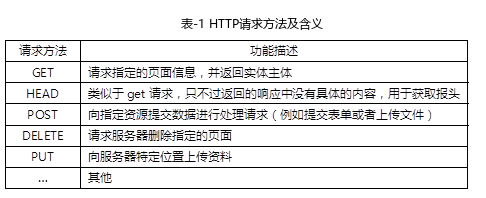 表-1 HTTP请求方法及含义
请求方法 功能描述
GET 请求指定的页面信息，并返回实体主体
HEAD 类似于 get 请求，只不过返回的响应中没有具体的内容，用于获取报头
POST 向指定资源提交数据进行处理请求（例如提交表单或者上传文件）
DELETE 请求服务器删除指定的页面
PUT 向服务器特定位置上传资料
... 其他